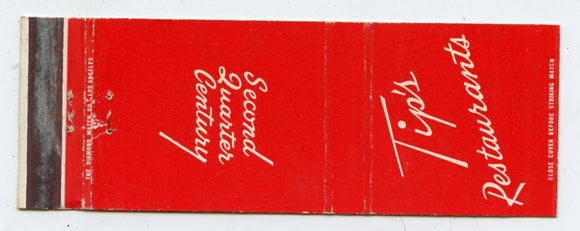 Tip's
Restaurants
CLOSE COVER BEFORE STRIKING MATCH
Second
Quarter
Century
THE DIAMOND MATCH CO., LOS ANGELES